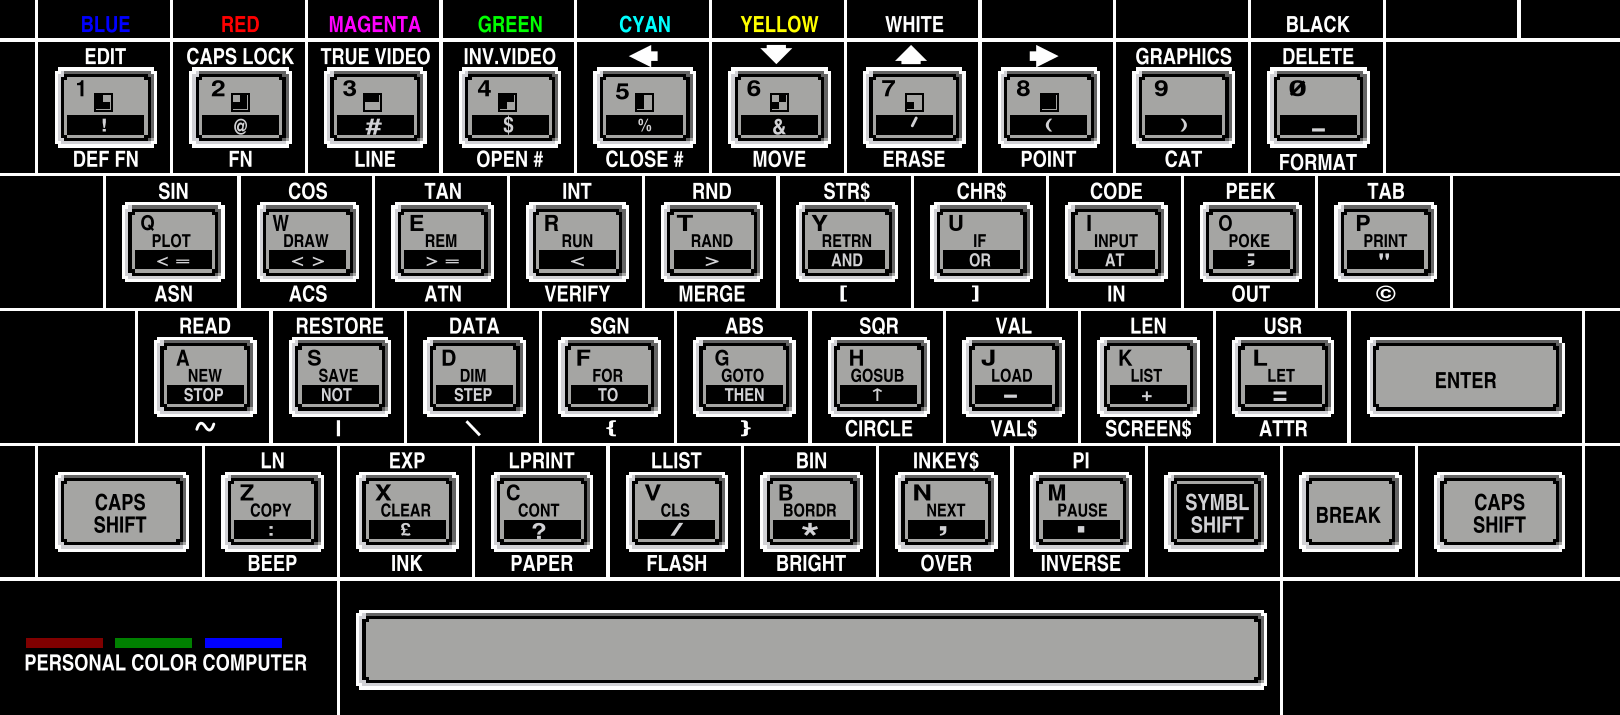 BLUE RED MAGENTA GREEN CYAN YELLOW WHITE BLACK
EDIT CAPS LOCK TRUE VIDEO INV.VIDEO GRAPHICS DELETE
1 2 3 4 5 6 7 8 9 Ø
! @ # $ % & ' ( ) _
DEF FN FN LINE OPEN # CLOSE # MOVE ERASE POINT CAT FORMAT
SIN COS TAN INT RND STR$ CHR$ CODE PEEK TAB
Q W E R T Y U I O P
PLOT DRAW REM RUN RAND RETRN IF INPUT POKE PRINT
< = < > > = < > AND OR AT ; "
ASN ACS ATN VERIFY MERGE [ ] IN OUT ©
READ RESTORE DATA SGN ABS SQR VAL LEN USR
A S D F G H J K L
NEW SAVE DIM FOR GOTO GOSUB LOAD LIST LET ENTER
STOP NOT STEP TO THEN ↑ − + =
~ | \ { } CIRCLE VAL$ SCREEN$ ATTR
LN EXP LPRINT LLIST BIN INKEY$ PI
CAPS SHIFT Z X C V B N M SYMBL SHIFT BREAK CAPS SHIFT
COPY CLEAR CONT CLS BORDR NEXT PAUSE
: £ ? / * , .
BEEP INK PAPER FLASH BRIGHT OVER INVERSE
PERSONAL COLOR COMPUTER